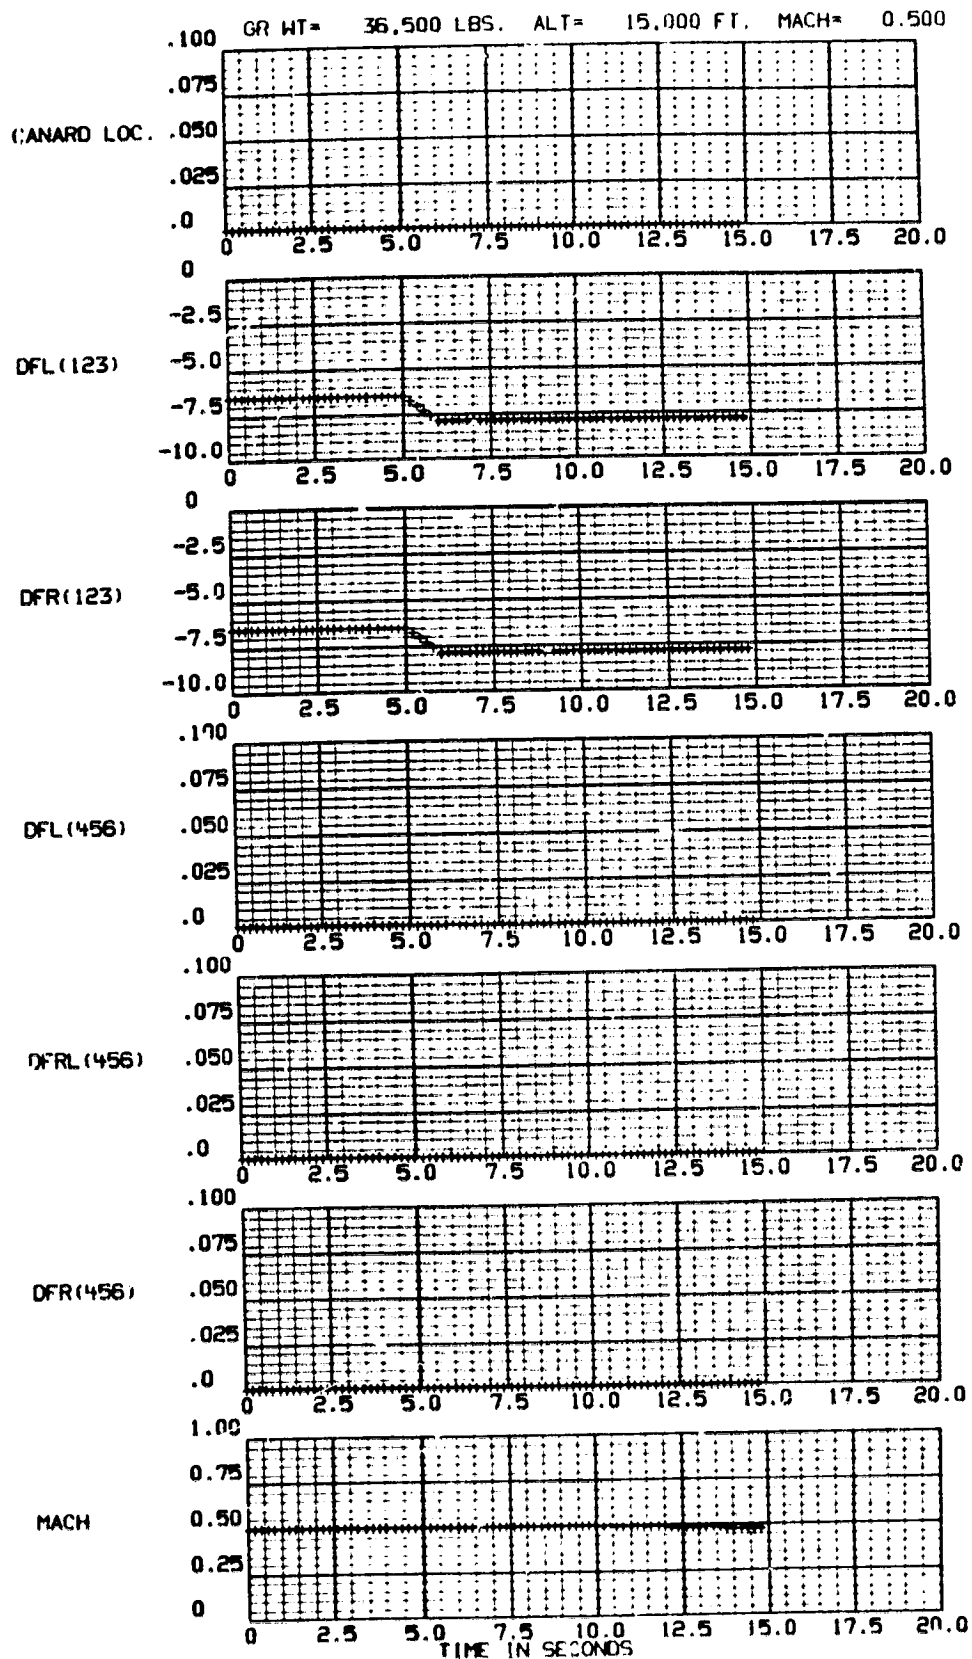 GR WT= 36,500 LBS. ALT= 15,000 FT. MACH= 0.500
.100
.075
CANARD LOC. .050
.025
.0
0 2.5 5.0 7.5 10.0 12.5 15.0 17.5 20.0
0
-2.5
DFL(123) -5.0
-7.5
-10.0
0 2.5 5.0 7.5 10.0 12.5 15.0 17.5 20.0
0
-2.5
DFR(123) -5.0
-7.5
-10.0
0 2.5 5.0 7.5 10.0 12.5 15.0 17.5 20.0
.100
.075
DFL(456) .050
.025
.0
0 2.5 5.0 7.5 10.0 12.5 15.0 17.5 20.0
.100
.075
DFRL(456) .050
.025
.0
0 2.5 5.0 7.5 10.0 12.5 15.0 17.5 20.0
.100
.075
DFR(456) .050
.025
.0
0 2.5 5.0 7.5 10.0 12.5 15.0 17.5 20.0
1.00
0.75
MACH 0.50
0.25
0
0 2.5 5.0 7.5 10.0 12.5 15.0 17.5 20.0
TIME IN SECONDS